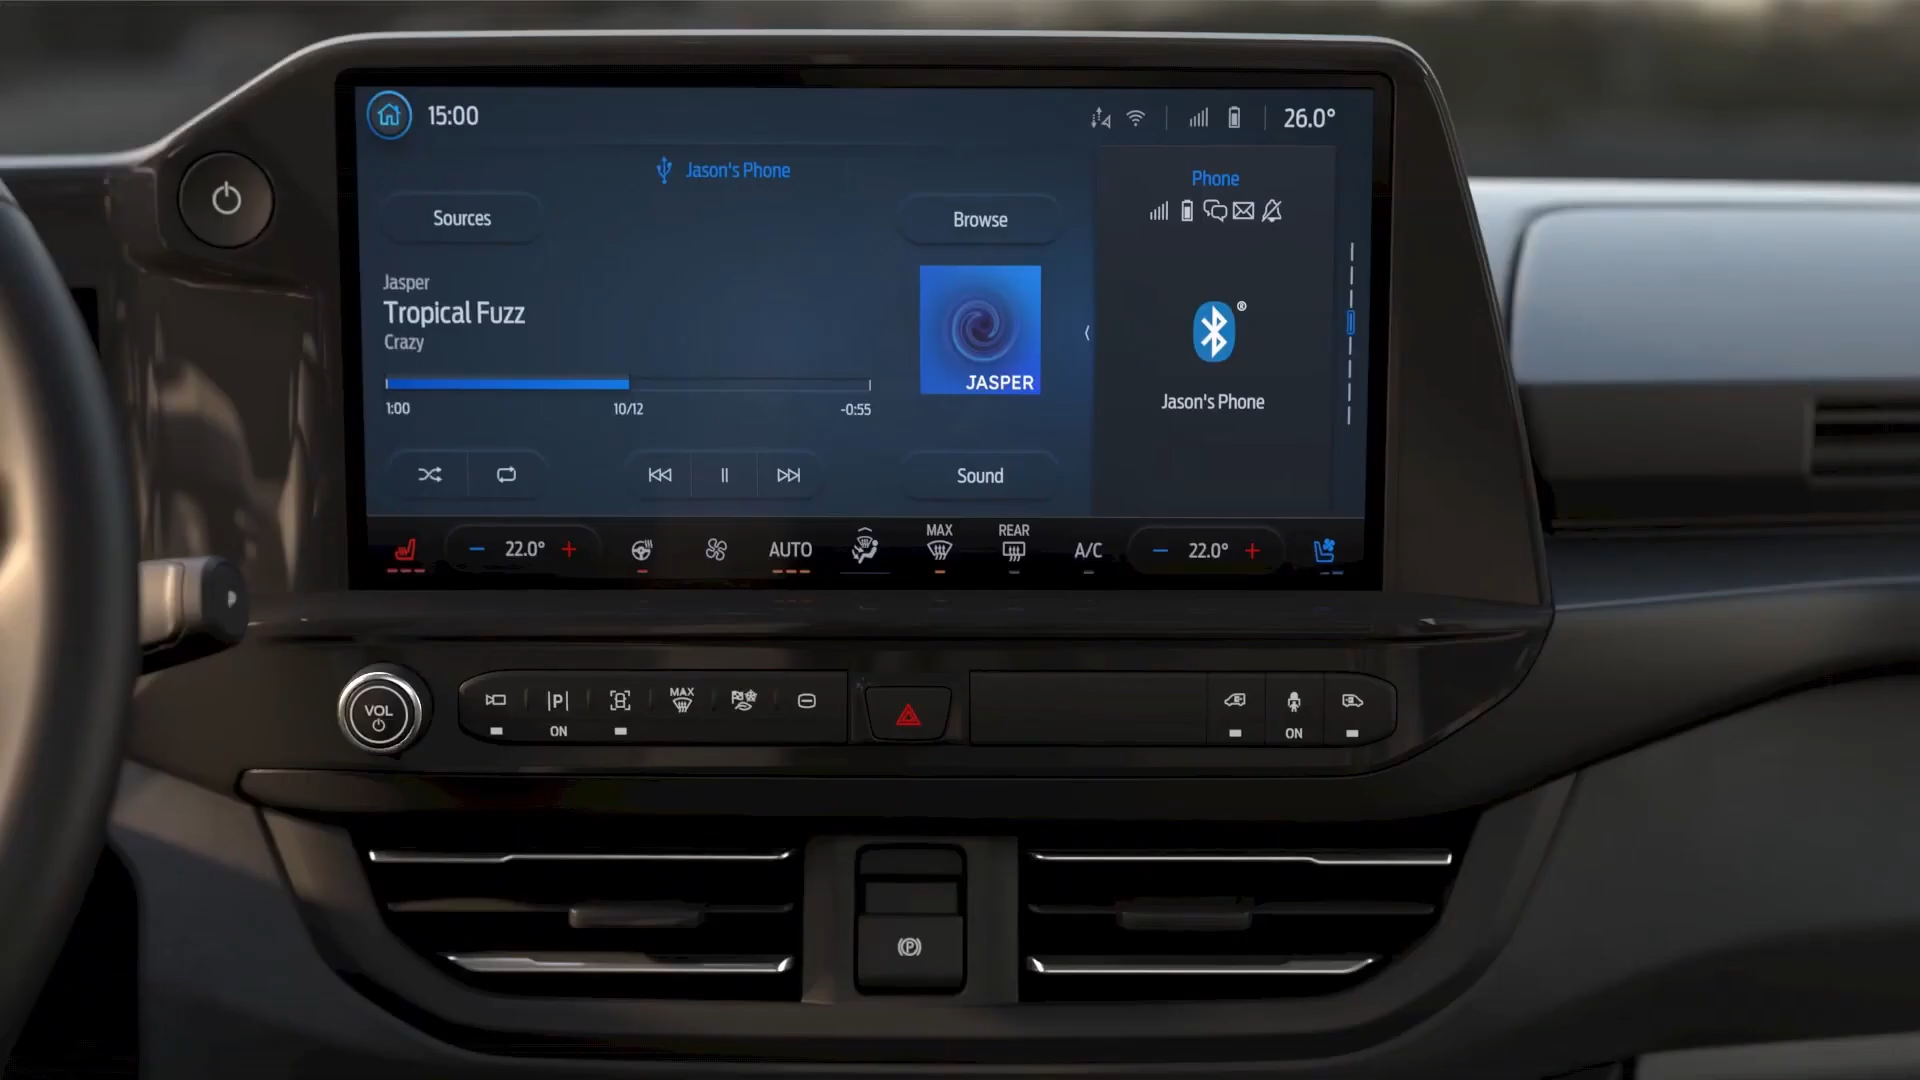 15:00
26.0°
Jason's Phone
Phone
Sources
Browse
Jasper
Tropical Fuzz
Crazy
JASPER
1:00
10/12
-0:55
Jason's Phone
Sound
MAX
REAR
− 22.0° +
AUTO
A/C
− 22.0° +
VOL
P
MAX
ON
ON
P